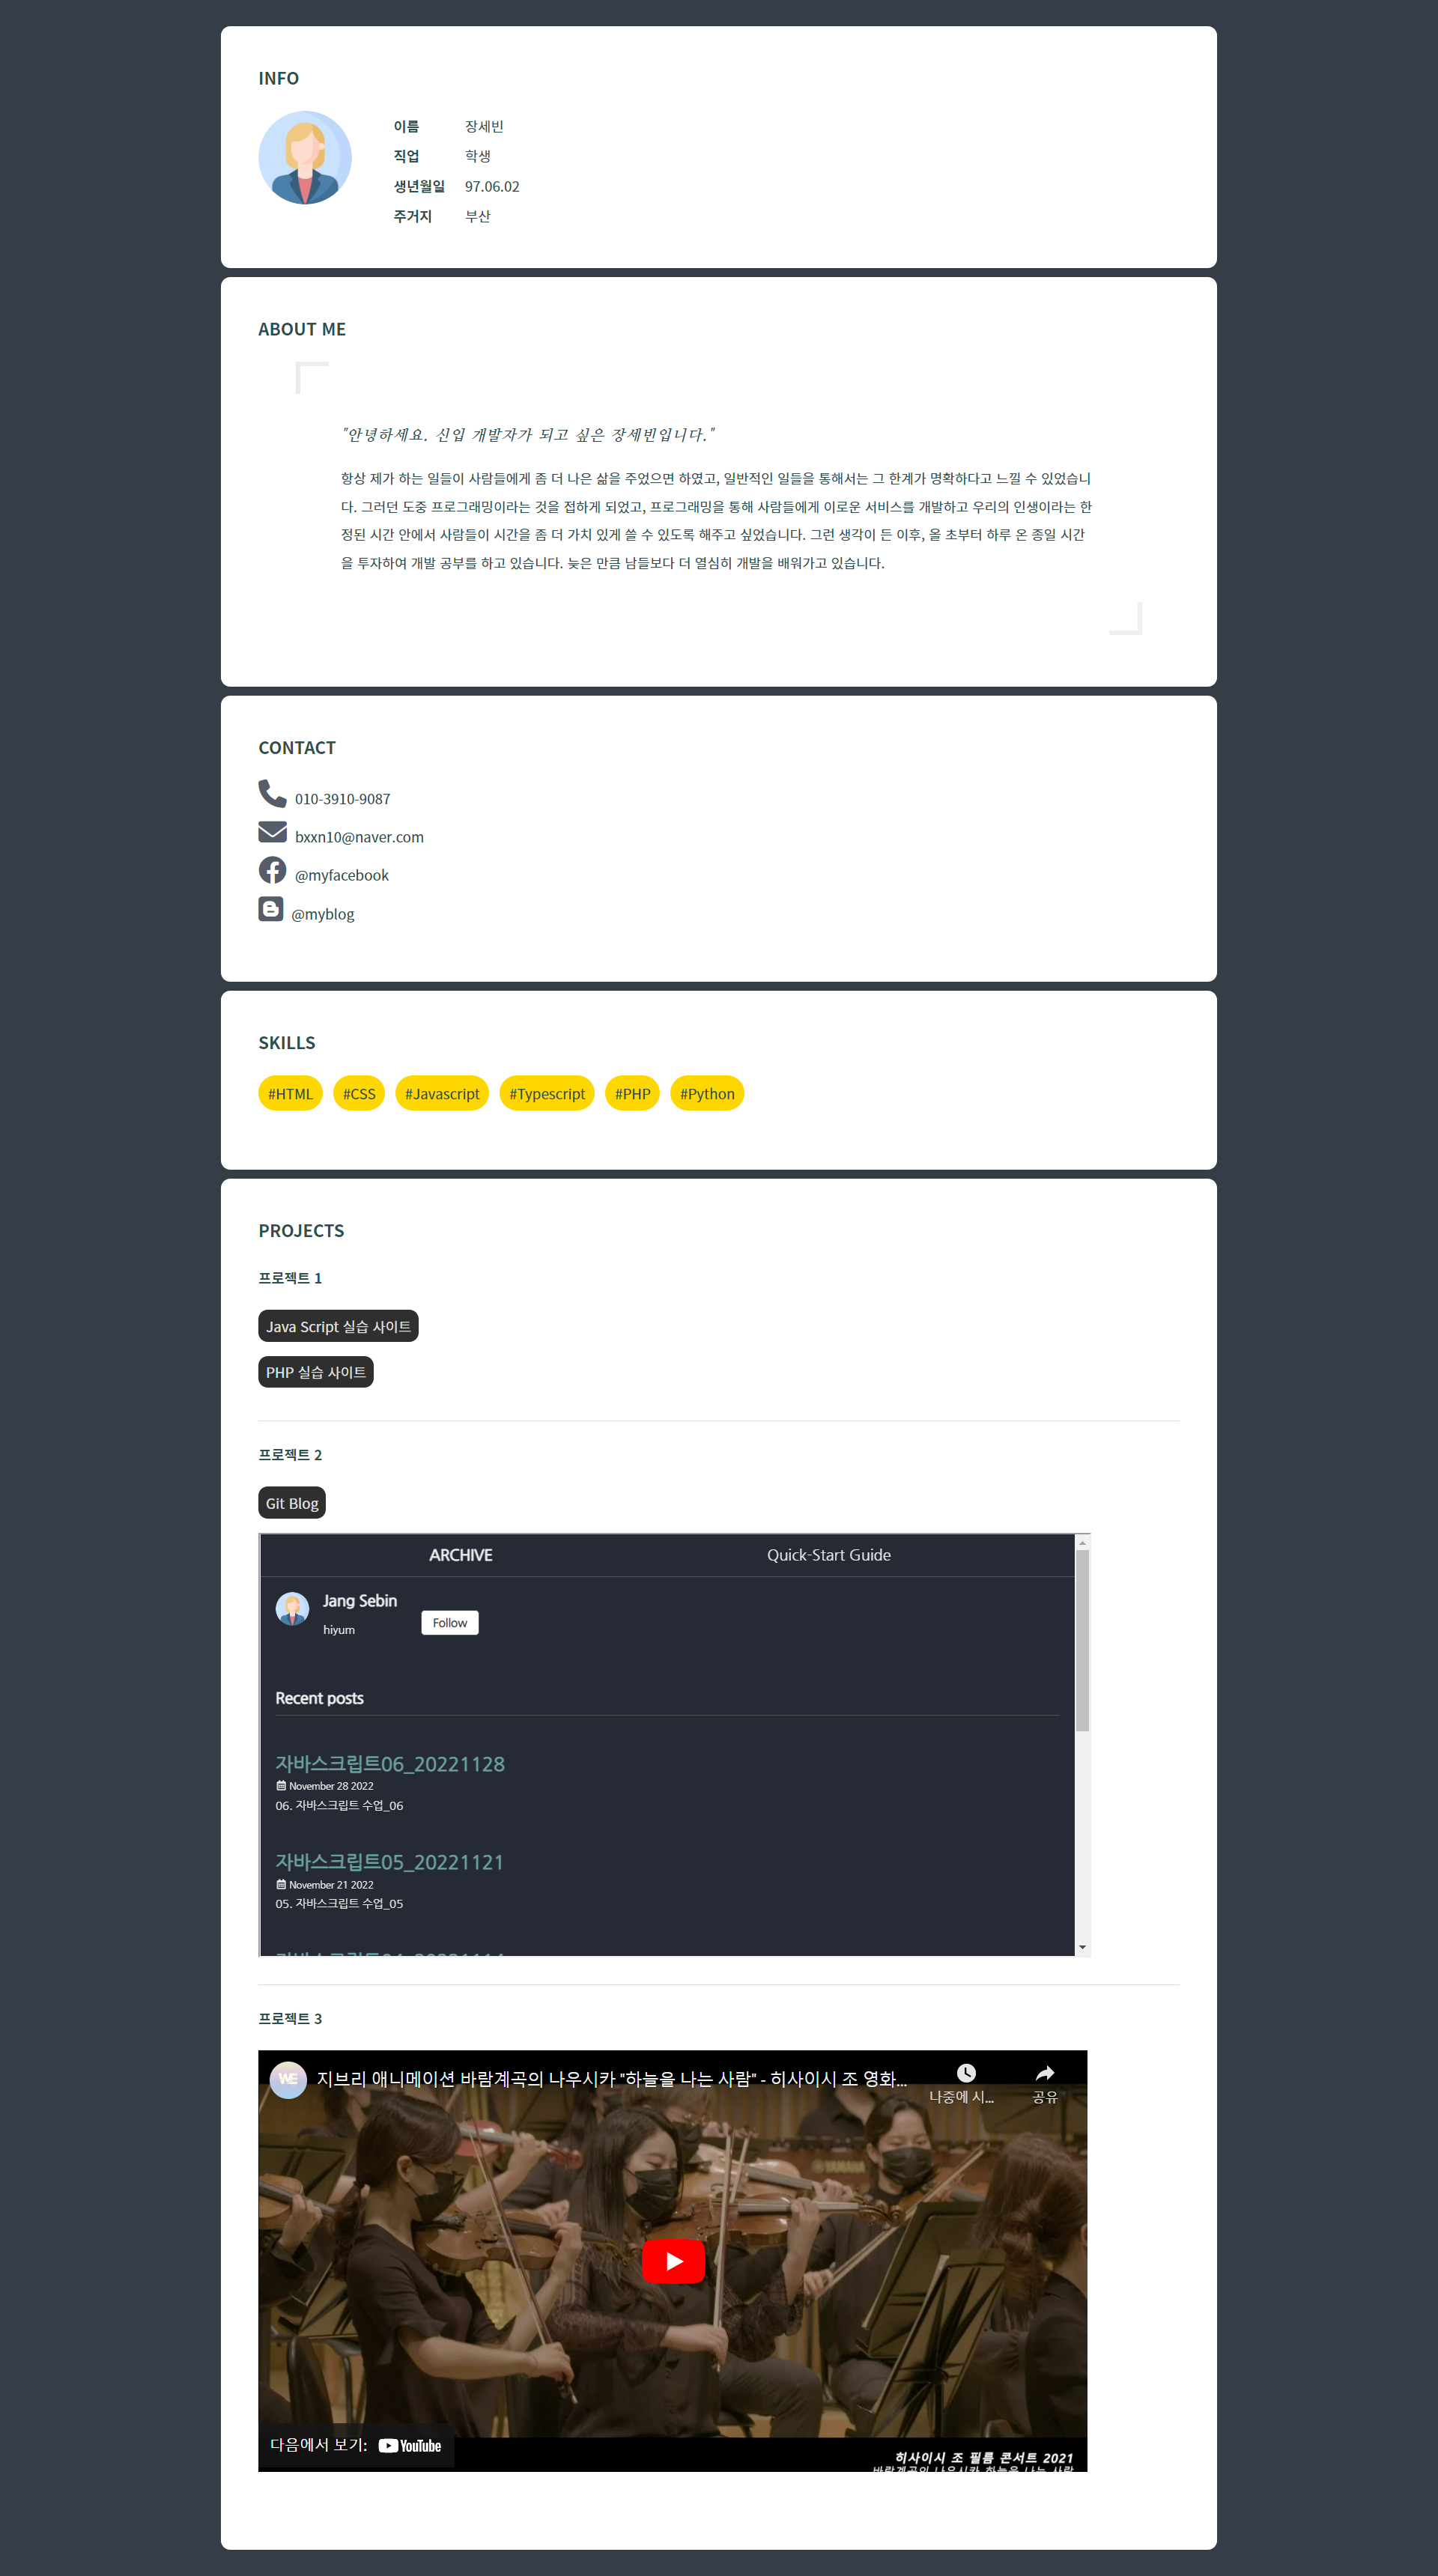 INFO
이름 장세빈
직업 학생
생년월일 97.06.02
주거지 부산
ABOUT ME
"안녕하세요. 신입 개발자가 되고 싶은 장세빈입니다."
항상 제가 하는 일들이 사람들에게 좀 더 나은 삶을 주었으면 하였고, 일반적인 일들을 통해서는 그 한계가 명확하다고 느낄 수 있었습니
다. 그러던 도중 프로그래밍이라는 것을 접하게 되었고, 프로그래밍을 통해 사람들에게 이로운 서비스를 개발하고 우리의 인생이라는 한
정된 시간 안에서 사람들이 시간을 좀 더 가치 있게 쓸 수 있도록 해주고 싶었습니다. 그런 생각이 든 이후, 올 초부터 하루 온 종일 시간
을 투자하여 개발 공부를 하고 있습니다. 늦은 만큼 남들보다 더 열심히 개발을 배워가고 있습니다.
CONTACT
010-3910-9087
bxxn10@naver.com
@myfacebook
@myblog
SKILLS
#HTML #CSS #Javascript #Typescript #PHP #Python
PROJECTS
프로젝트 1
Java Script 실습 사이트
PHP 실습 사이트
프로젝트 2
Git Blog
ARCHIVE Quick-Start Guide
Jang Sebin
hiyum
Follow
Recent posts
자바스크립트06_20221128
November 28 2022
06. 자바스크립트 수업_06
자바스크립트05_20221121
November 21 2022
05. 자바스크립트 수업_05
프로젝트 3
WE 지브리 애니메이션 바람계곡의 나우시카 "하늘을 나는 사람" - 히사이시 조 영화...
나중에 시... 공유
YAMAHA
다음에서 보기: YouTube
히사이시 조 필름 콘서트 2021
바람계곡의 나우시카 하늘을 나는 사람